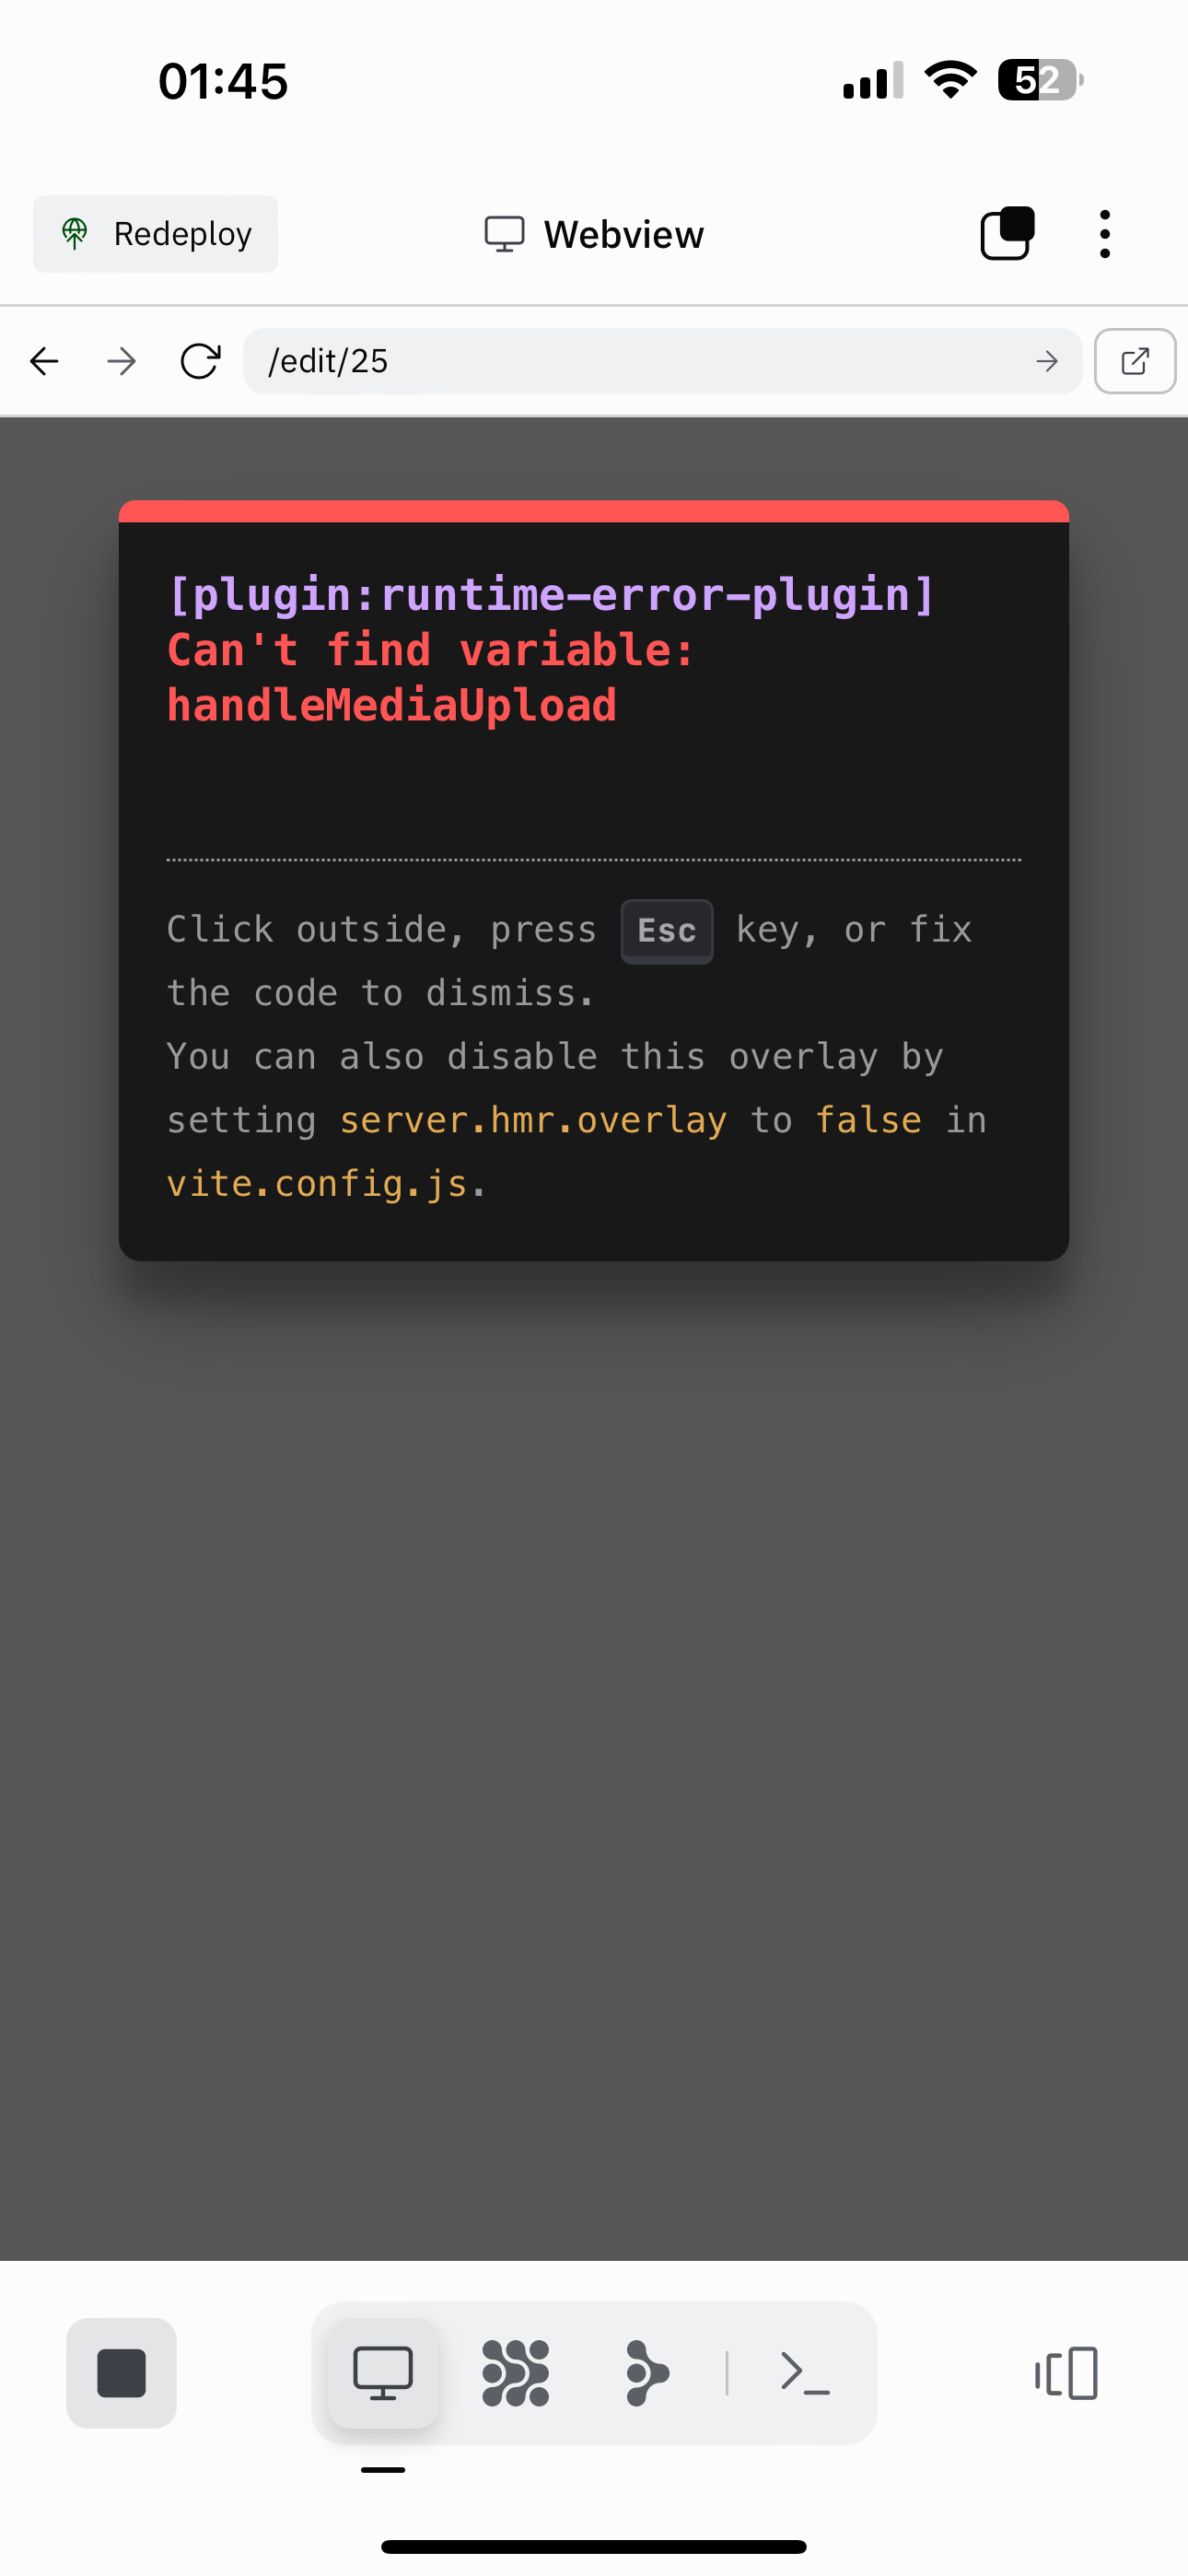 01:45
52
Redeploy
Webview
/edit/25
[plugin:runtime-error-plugin]
Can't find variable:
handleMediaUpload
Click outside, press Esc key, or fix
the code to dismiss.
You can also disable this overlay by
setting server.hmr.overlay to false in
vite.config.js.